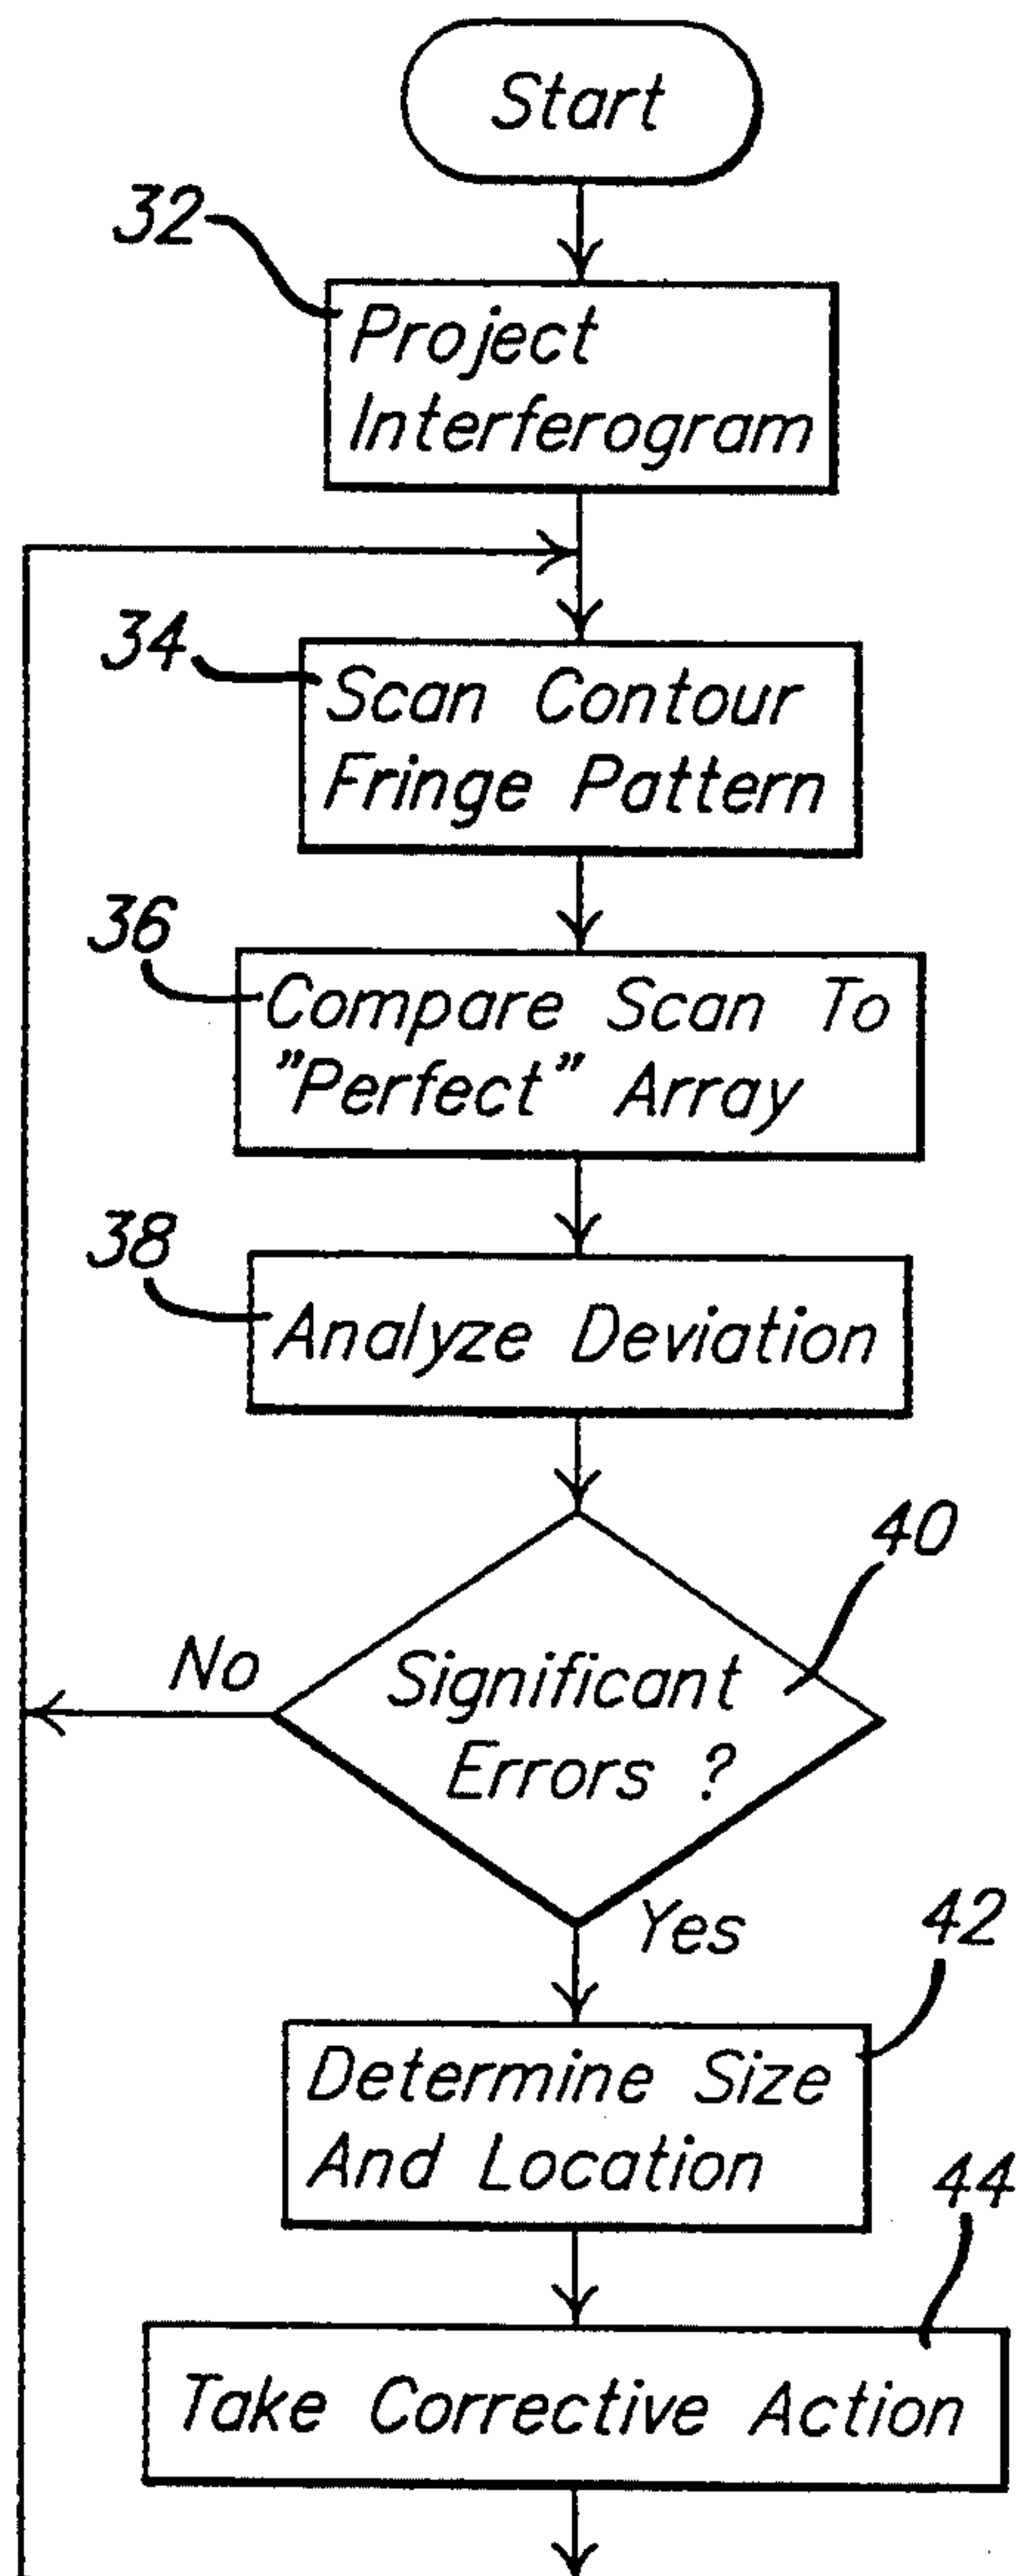 Start
32
Project
Interferogram
34
Scan Contour
Fringe Pattern
36
Compare Scan To
"Perfect" Array
38
Analyze Deviation
40
No
Significant
Errors ?
Yes
42
Determine Size
And Location
44
Take Corrective Action